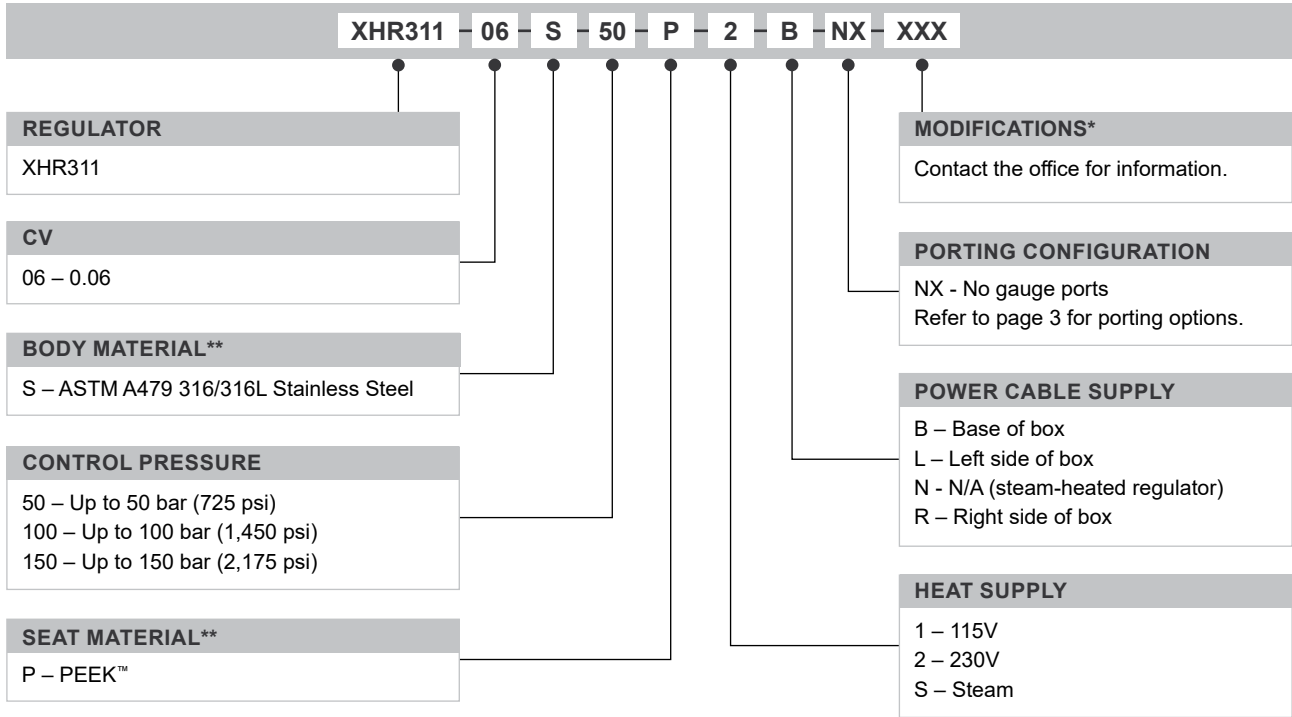 XHR311 – 06 – S – 50 – P – 2 – B – NX – XXX
REGULATOR
XHR311
CV
06 – 0.06
BODY MATERIAL**
S – ASTM A479 316/316L Stainless Steel
CONTROL PRESSURE
50 – Up to 50 bar (725 psi)
100 – Up to 100 bar (1,450 psi)
150 – Up to 150 bar (2,175 psi)
SEAT MATERIAL**
P – PEEK™
MODIFICATIONS*
Contact the office for information.
PORTING CONFIGURATION
NX - No gauge ports
Refer to page 3 for porting options.
POWER CABLE SUPPLY
B – Base of box
L – Left side of box
N - N/A (steam-heated regulator)
R – Right side of box
HEAT SUPPLY
1 – 115V
2 – 230V
S – Steam